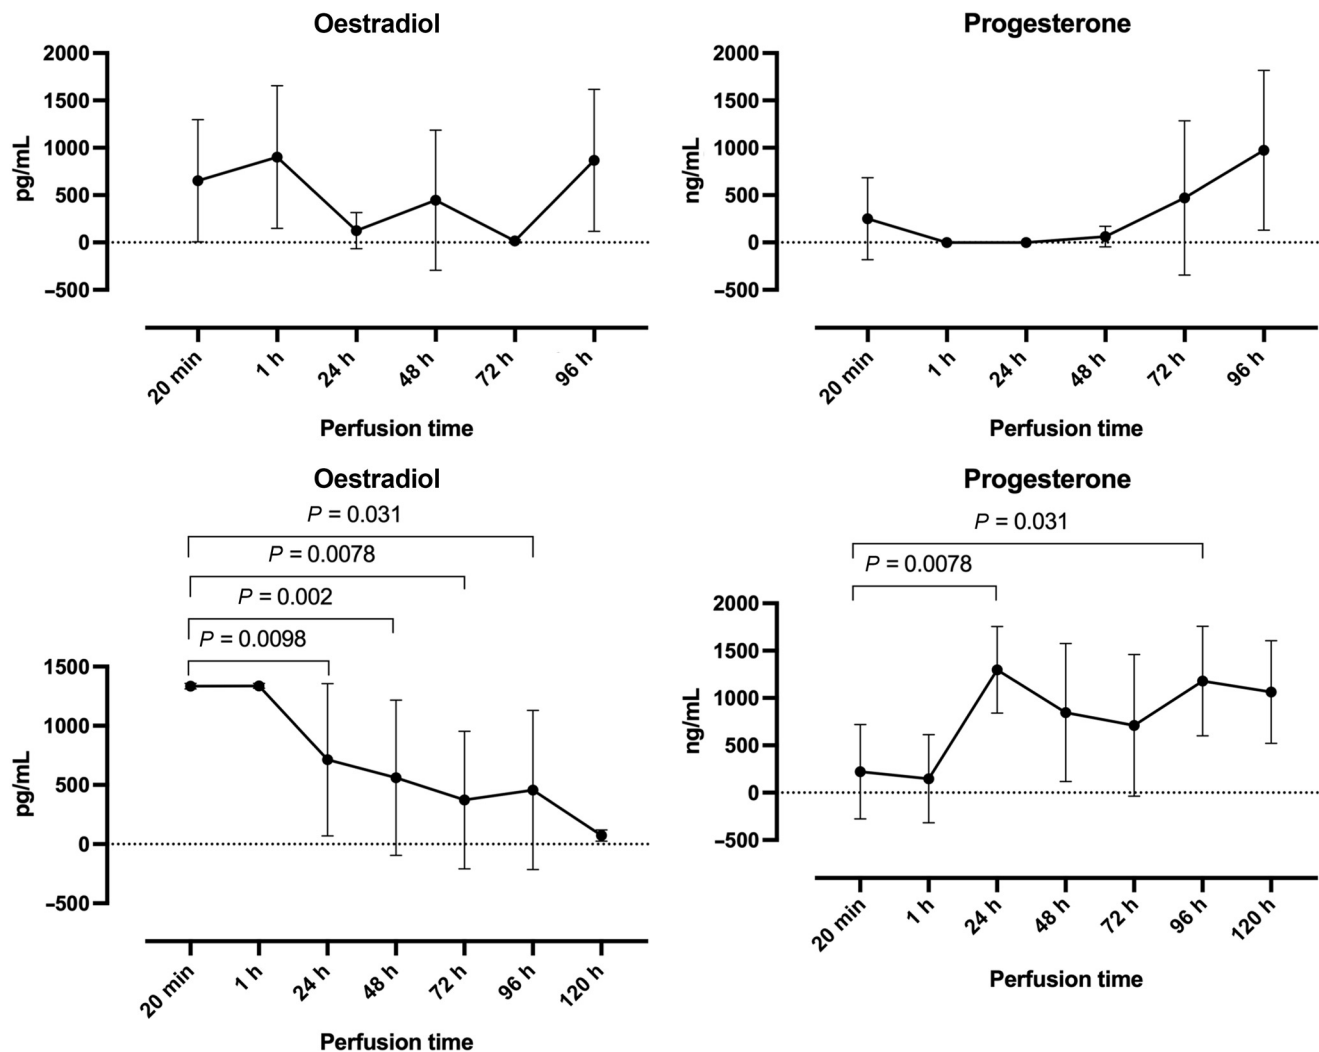 Oestradiol
2000
1500
1000
500
0
–500
pg/mL
20 min
1 h
24 h
48 h
72 h
96 h
Perfusion time
Progesterone
2000
1500
1000
500
0
–500
ng/mL
20 min
1 h
24 h
48 h
72 h
96 h
Perfusion time
Oestradiol
P = 0.031
P = 0.0078
P = 0.002
P = 0.0098
1500
1000
500
0
–500
pg/mL
20 min
1 h
24 h
48 h
72 h
96 h
120 h
Perfusion time
Progesterone
P = 0.031
P = 0.0078
2000
1500
1000
500
0
–500
ng/mL
20 min
1 h
24 h
48 h
72 h
96 h
120 h
Perfusion time